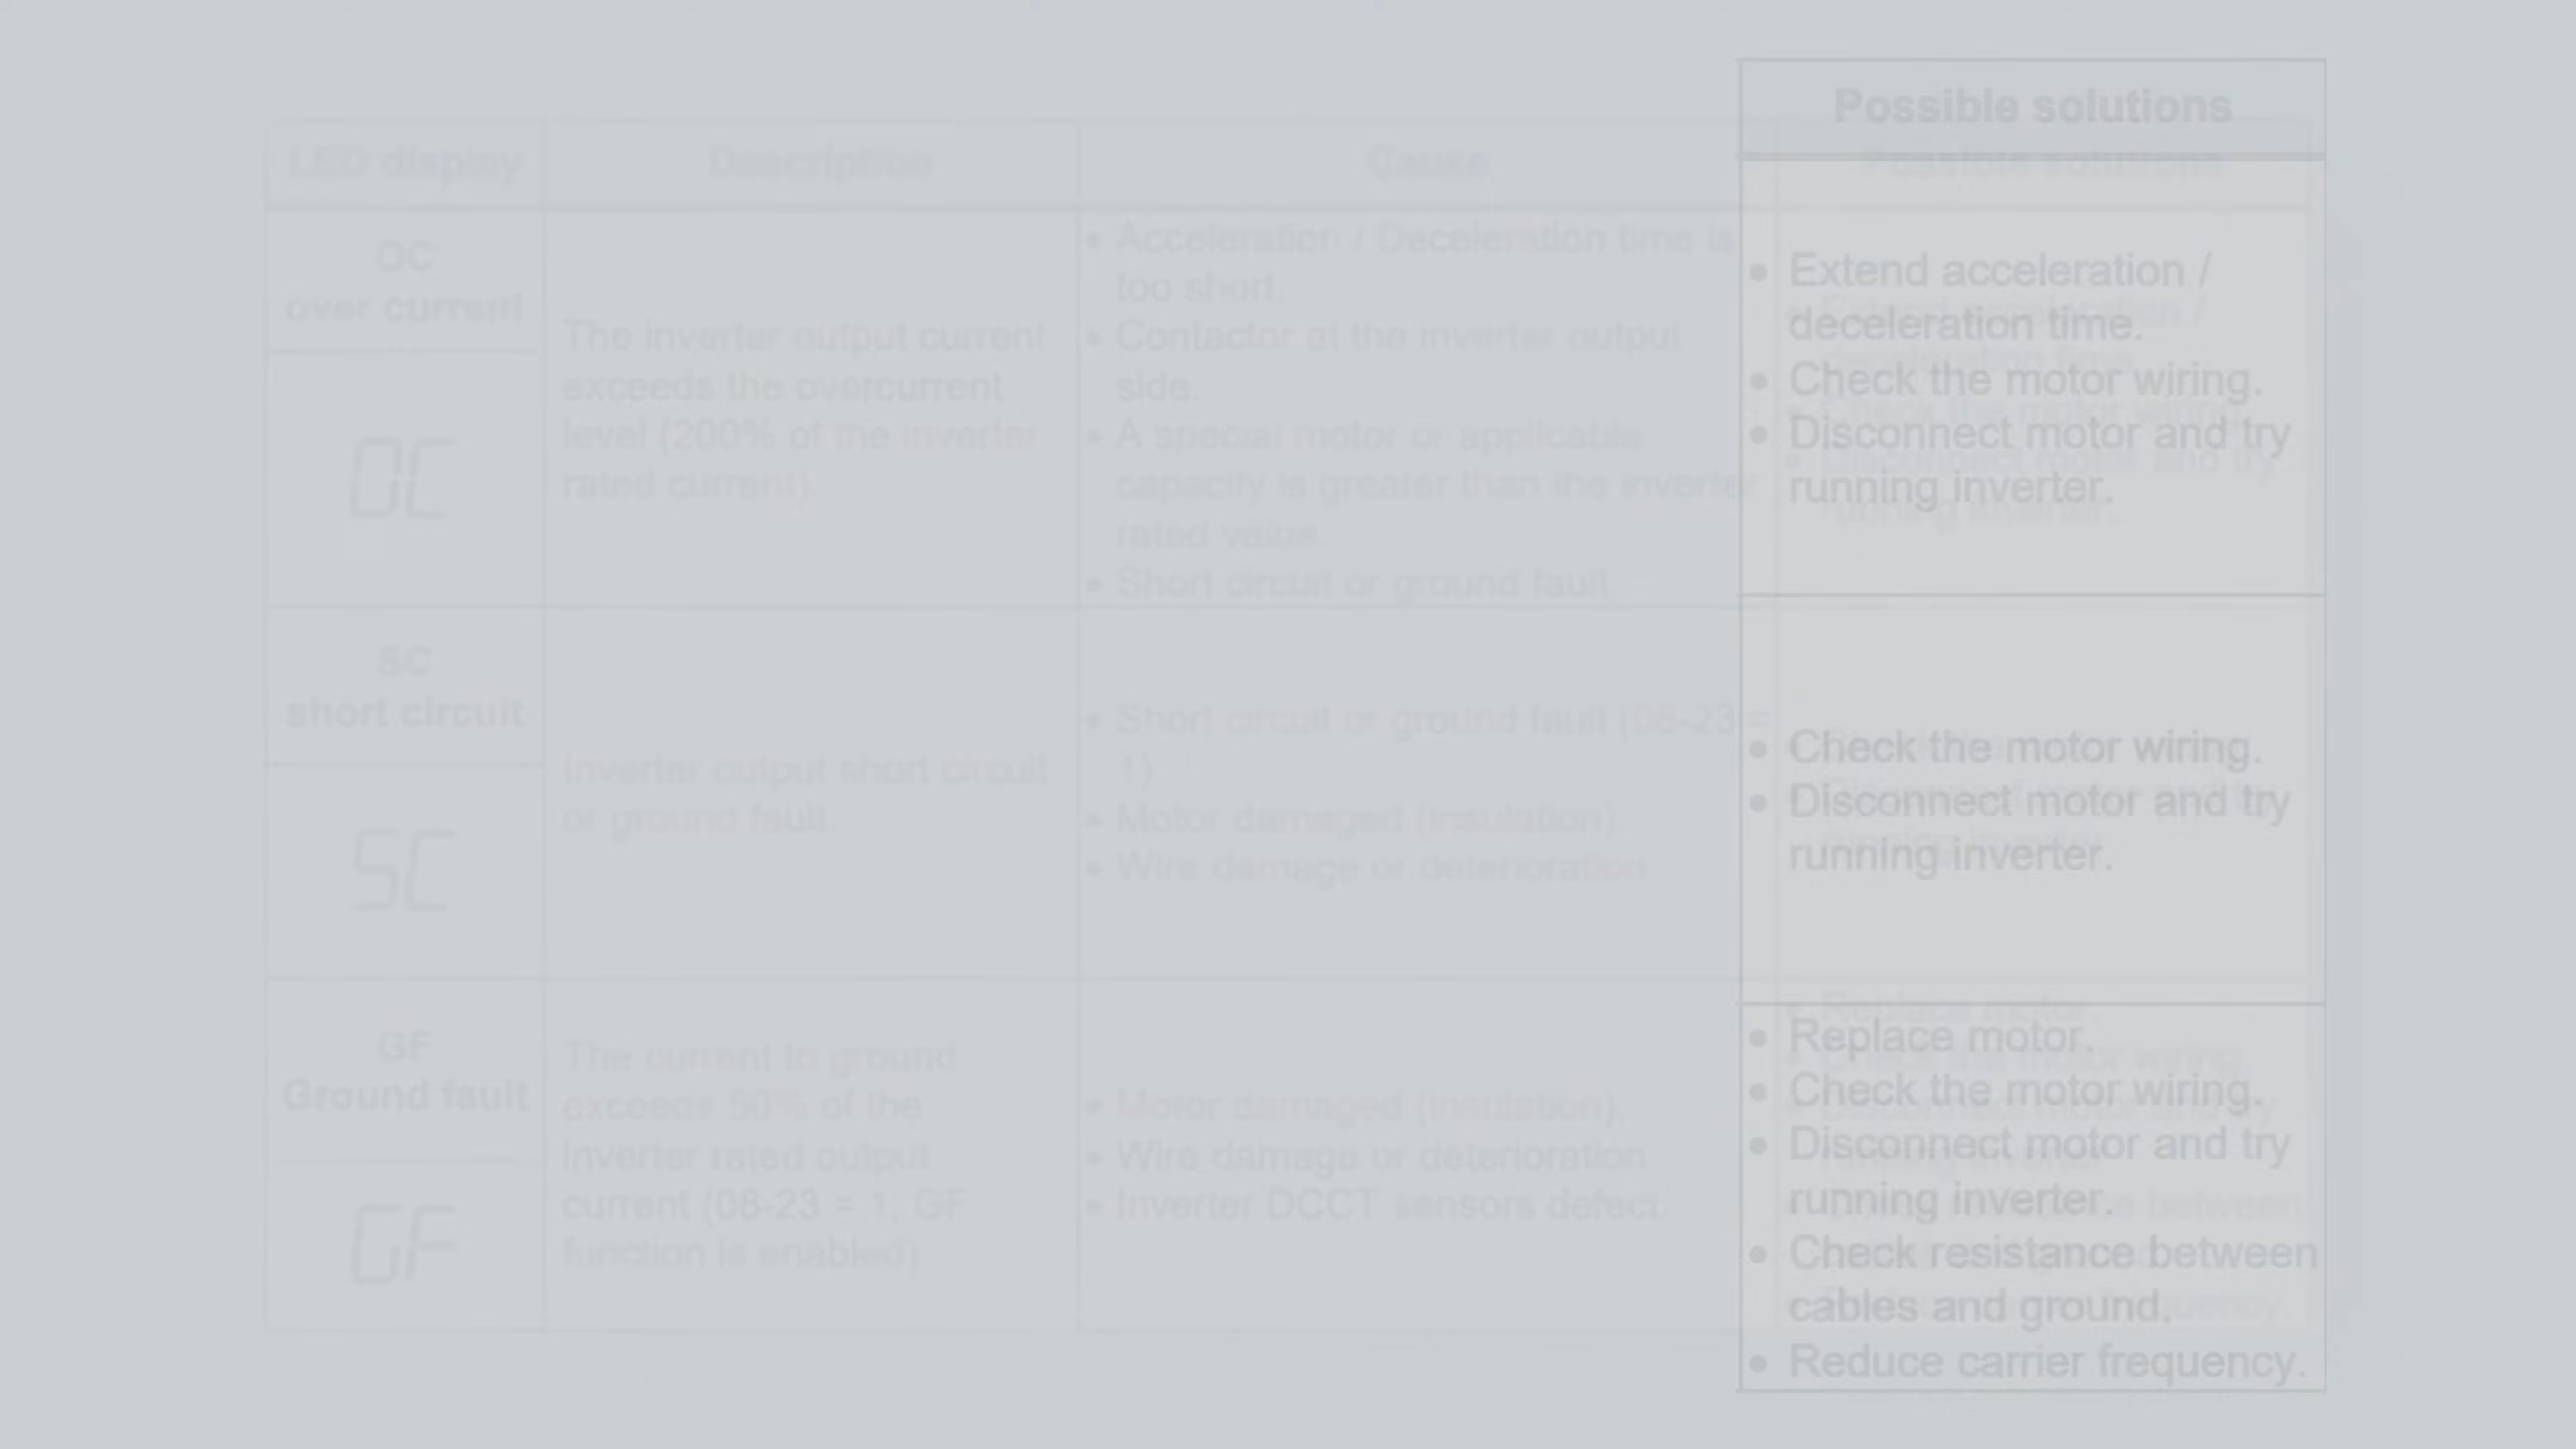 Possible solutions
LED display
Description
Cause
Possible solutions
OC
over current
OC
The inverter output current
exceeds the overcurrent
level (200% of the inverter
rated current).
• Acceleration / Deceleration time is
too short.
• Contactor at the inverter output
side.
• A special motor or applicable
capacity is greater than the inverter
rated value.
• Short circuit or ground fault.
• Extend acceleration /
deceleration time.
• Check the motor wiring.
• Disconnect motor and try
running inverter.
SC
short circuit
SC
Inverter output short circuit
or ground fault.
• Short circuit or ground fault (08-23 =
1).
• Motor damaged (insulation)
• Wire damage or deterioration.
• Check the motor wiring.
• Disconnect motor and try
running inverter.
GF
Ground fault
GF
The current to ground
exceeds 50% of the
inverter rated output
current (08-23 = 1, GF
function is enabled)
• Motor damaged (insulation).
• Wire damage or deterioration.
• Inverter DCCT sensors defect.
• Replace motor.
• Check the motor wiring.
• Disconnect motor and try
running inverter.
• Check resistance between
cables and ground.
• Reduce carrier frequency.